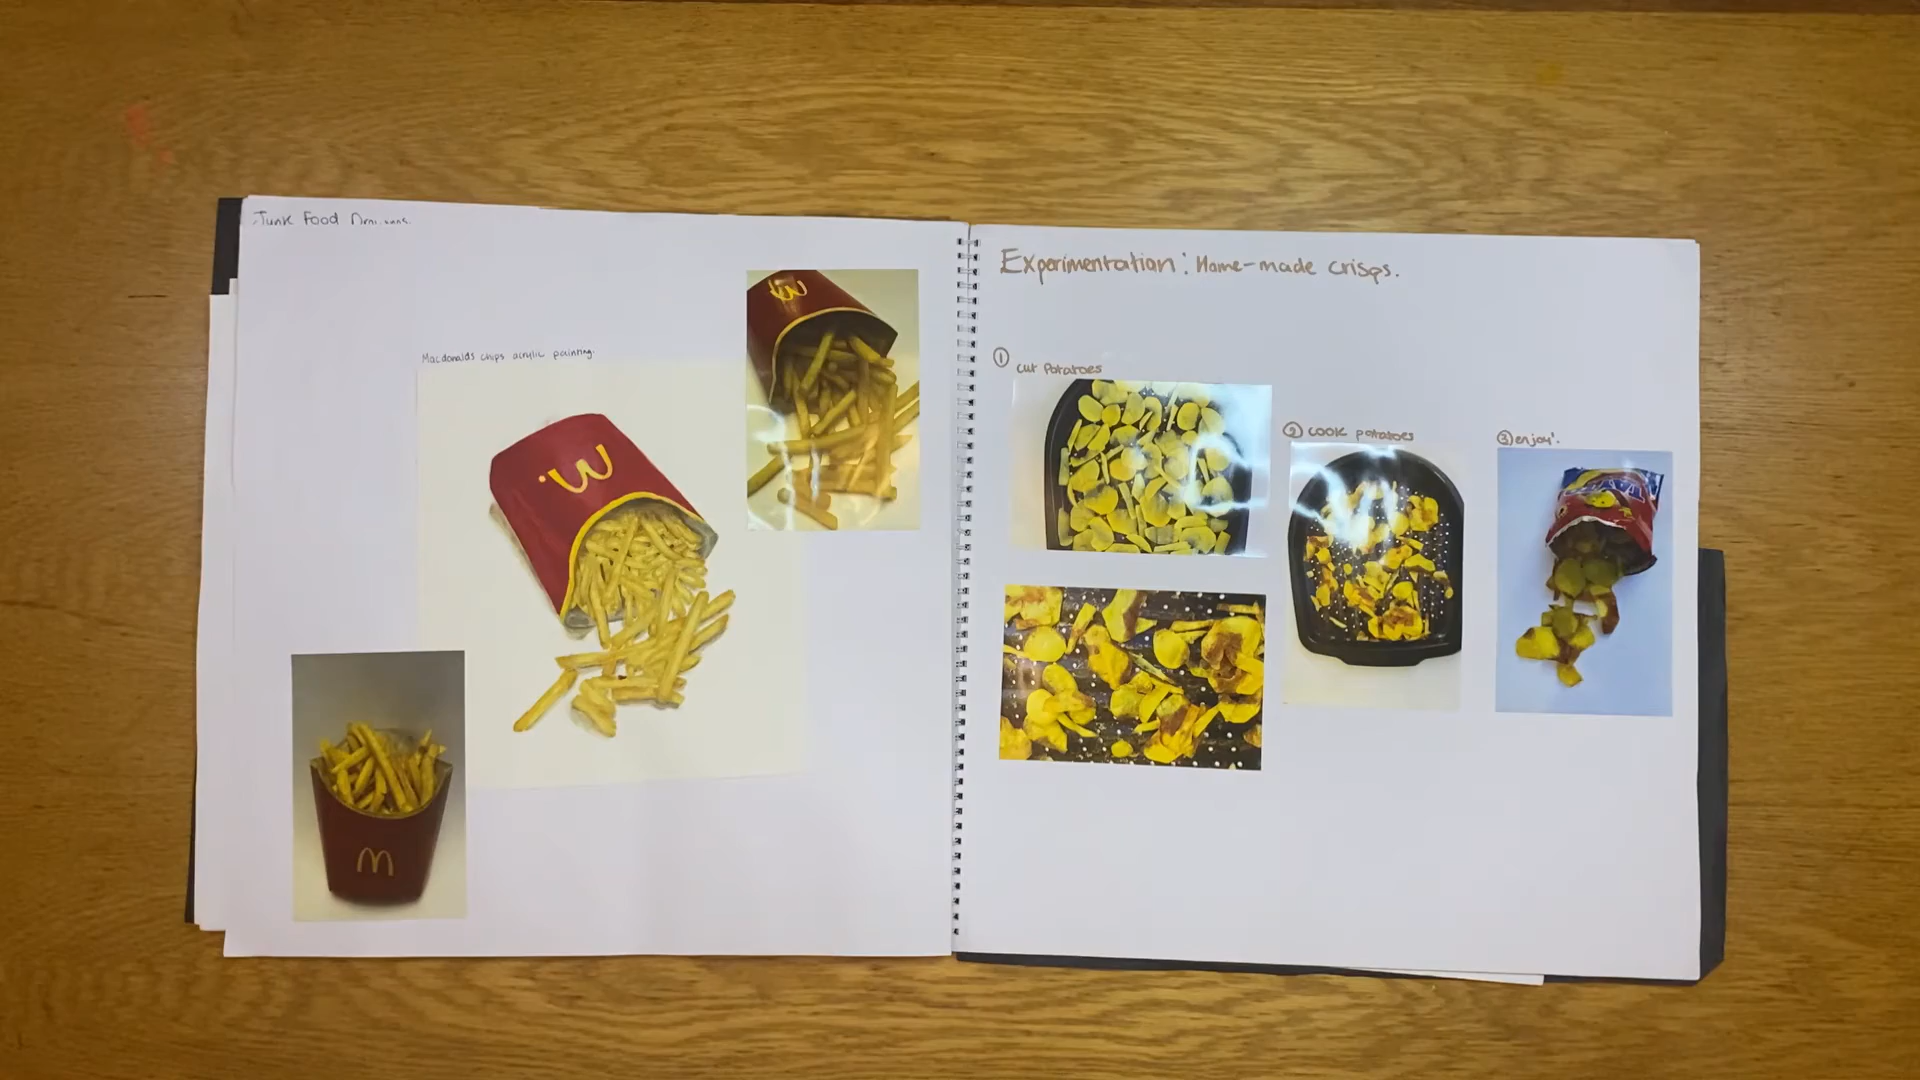 Junk Food
Macdonalds chips acrylic painting.
Experimentation: Home-made crisps.
① cut Potatoes
② cook potatoes
③ enjoy!